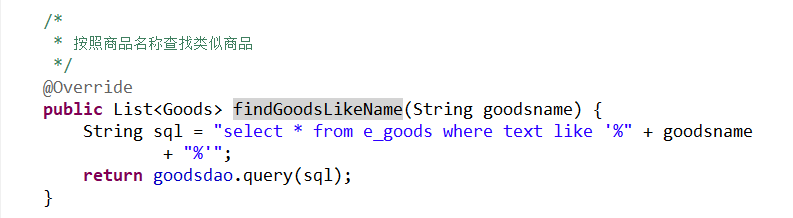 /*
 * 按照商品名称查找类似商品
 */
@Override
public List<Goods> findGoodsLikeName(String goodsname) {
    String sql = "select * from e_goods where text like '%" + goodsname
            + "%'";
    return goodsdao.query(sql);
}